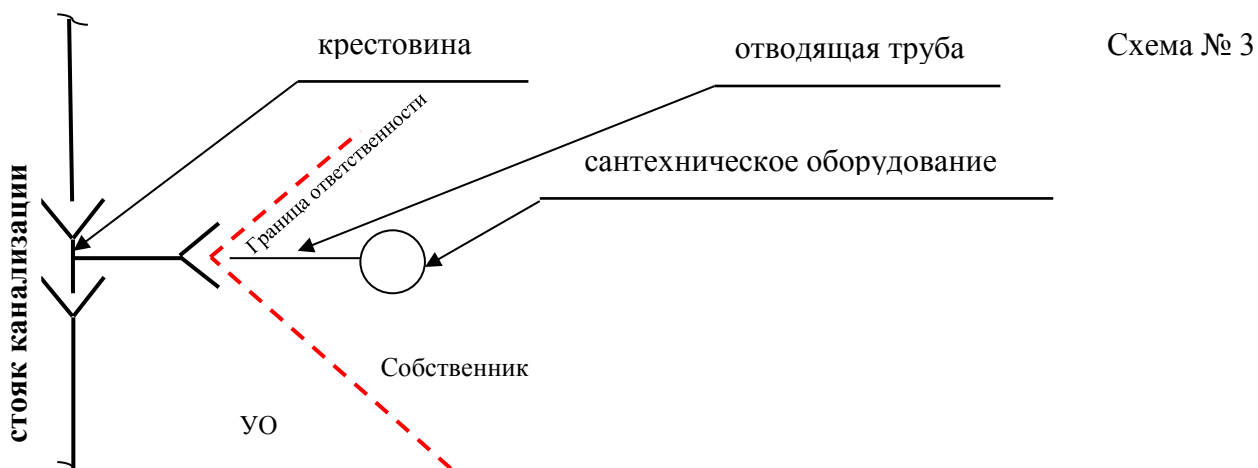 крестовина
отводящая труба
Схема № 3
Граница ответственности
сантехническое оборудование
стояк канализации
Собственник
УО